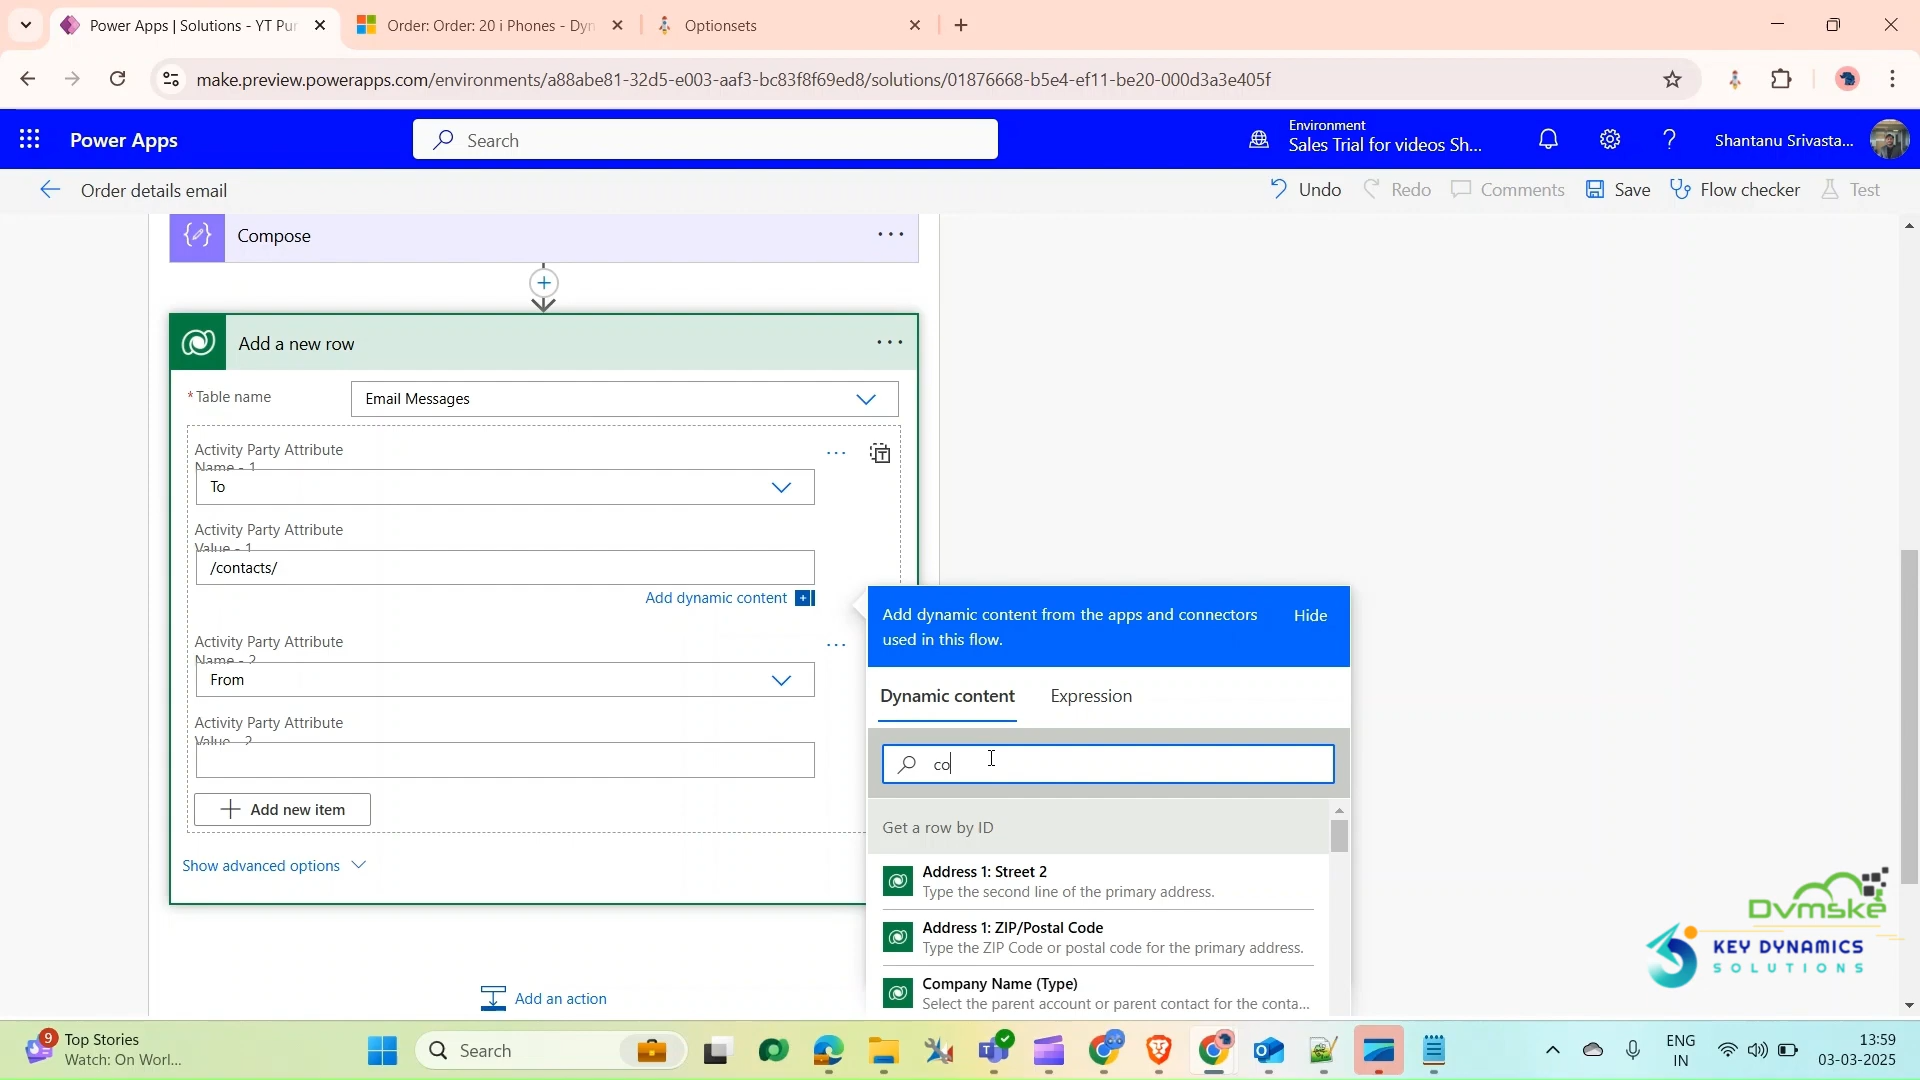 Power Apps | Solutions - YT Pur
Order: Order: 20 i Phones - Dyn
Optionsets
make.preview.powerapps.com/environments/a88abe81-32d5-e003-aaf3-bc83f8f69ed8/solutions/01876668-b5e4-ef11-be20-000d3a3e405f
Power Apps
Search
Environment
Sales Trial for videos Sh...
Shantanu Srivasta...
Order details email
Undo
Redo
Comments
Save
Flow checker
Test
Compose
Add a new row
*Table name
Email Messages
Activity Party Attribute
Name - 1
To
Activity Party Attribute
Value - 1
/contacts/
Add dynamic content
Activity Party Attribute
Name - 2
From
Activity Party Attribute
Value - 2
Add new item
Show advanced options
Add an action
Add dynamic content from the apps and connectors
used in this flow.
Hide
Dynamic content
Expression
co
Get a row by ID
Address 1: Street 2
Type the second line of the primary address.
Address 1: ZIP/Postal Code
Type the ZIP Code or postal code for the primary address.
Company Name (Type)
Select the parent account or parent contact for the conta...
Dvmske
KEY DYNAMICS
SOLUTIONS
9
Top Stories
Watch: On Worl...
Search
ENG
IN
13:59
03-03-2025